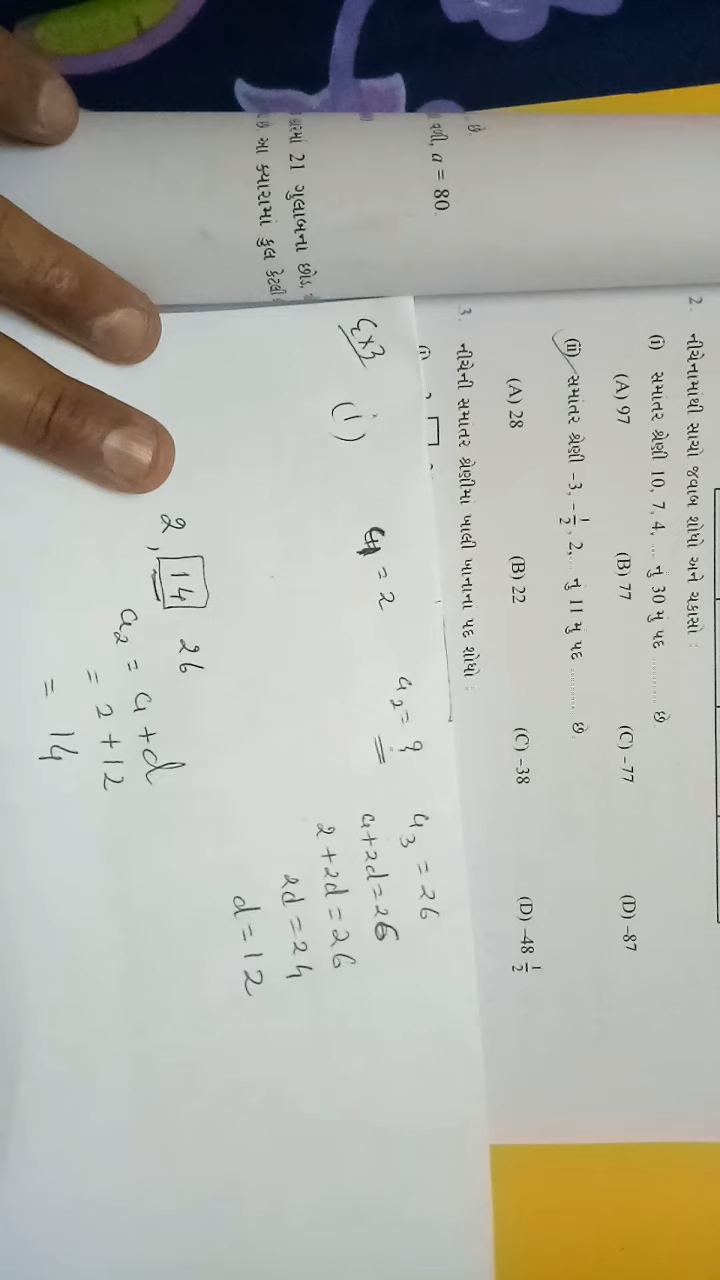 છે.
a = 80.
21 ગુલાબના છોડ,
છે આ ક્યારામાં કુલ કેટલી
2. નીચેનામાંથી સાચો જવાબ શોધો અને ચકાસો :
(i) સમાંતર શ્રેણી 10, 7, 4, ... નું 30 મું પદ .......... છે.
(A) 97 (B) 77 (C) -77 (D) -87
(ii) સમાંતર શ્રેણી -3, -1/2, 2, ... નું 11 મું પદ .......... છે.
(A) 28 (B) 22 (C) -38 (D) -48 1/2
3. નીચેની સમાંતર શ્રેણીમાં ખાલી ખાનાના પદ શોધો :
(i)
(i) = 2 a₂ = ? a₃ = 26
a+2d = 26
2+2d = 26
2d = 24
d = 12
2, 14 26
a₂ = a+d
= 2+12
= 14